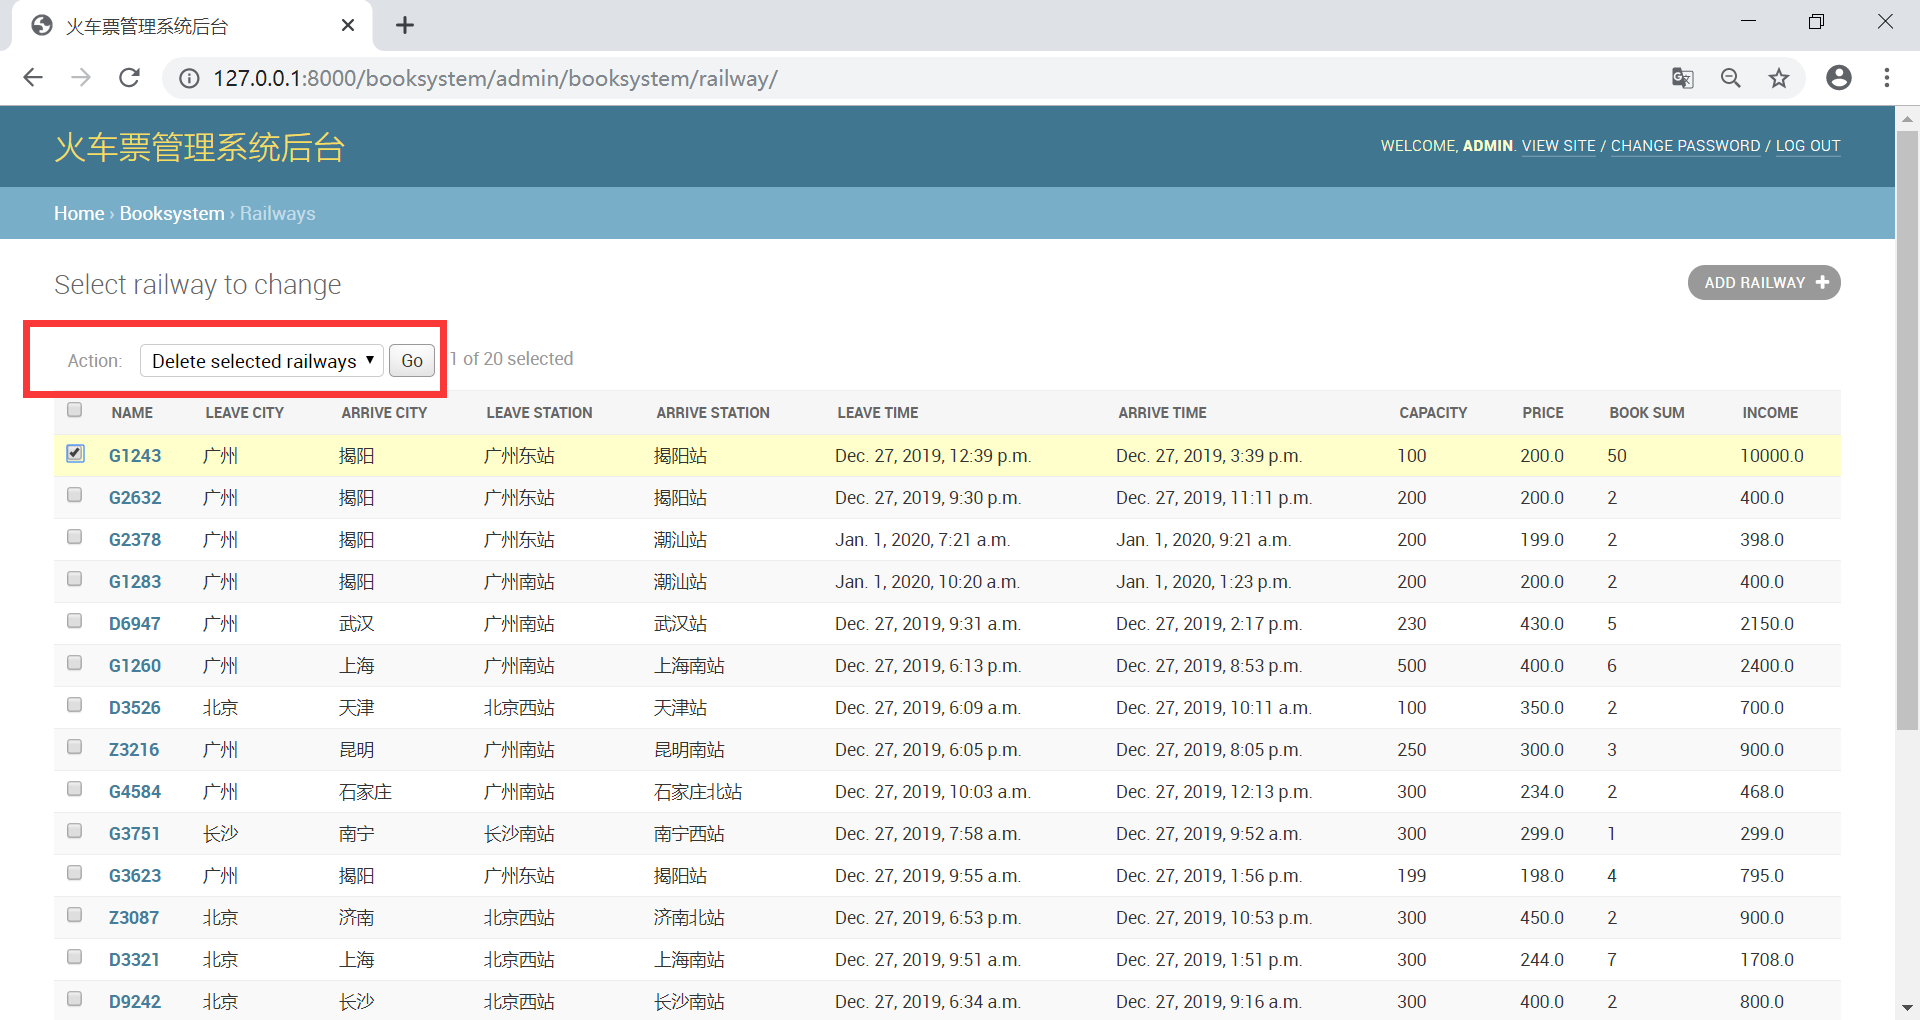 火车票管理系统后台
127.0.0.1:8000/booksystem/admin/booksystem/railway/
火车票管理系统后台
WELCOME, ADMIN. VIEW SITE / CHANGE PASSWORD / LOG OUT
Home › Booksystem › Railways
Select railway to change
ADD RAILWAY +
Action: Delete selected railways Go 1 of 20 selected
NAME LEAVE CITY ARRIVE CITY LEAVE STATION ARRIVE STATION LEAVE TIME ARRIVE TIME CAPACITY PRICE BOOK SUM INCOME
G1243 广州 揭阳 广州东站 揭阳站 Dec. 27, 2019, 12:39 p.m. Dec. 27, 2019, 3:39 p.m. 100 200.0 50 10000.0
G2632 广州 揭阳 广州东站 揭阳站 Dec. 27, 2019, 9:30 p.m. Dec. 27, 2019, 11:11 p.m. 200 200.0 2 400.0
G2378 广州 揭阳 广州东站 潮汕站 Jan. 1, 2020, 7:21 a.m. Jan. 1, 2020, 9:21 a.m. 200 199.0 2 398.0
G1283 广州 揭阳 广州南站 潮汕站 Jan. 1, 2020, 10:20 a.m. Jan. 1, 2020, 1:23 p.m. 200 200.0 2 400.0
D6947 广州 武汉 广州南站 武汉站 Dec. 27, 2019, 9:31 a.m. Dec. 27, 2019, 2:17 p.m. 230 430.0 5 2150.0
G1260 广州 上海 广州南站 上海南站 Dec. 27, 2019, 6:13 p.m. Dec. 27, 2019, 8:53 p.m. 500 400.0 6 2400.0
D3526 北京 天津 北京西站 天津站 Dec. 27, 2019, 6:09 a.m. Dec. 27, 2019, 10:11 a.m. 100 350.0 2 700.0
Z3216 广州 昆明 广州南站 昆明南站 Dec. 27, 2019, 6:05 p.m. Dec. 27, 2019, 8:05 p.m. 250 300.0 3 900.0
G4584 广州 石家庄 广州南站 石家庄北站 Dec. 27, 2019, 10:03 a.m. Dec. 27, 2019, 12:13 p.m. 300 234.0 2 468.0
G3751 长沙 南宁 长沙南站 南宁西站 Dec. 27, 2019, 7:58 a.m. Dec. 27, 2019, 9:52 a.m. 300 299.0 1 299.0
G3623 广州 揭阳 广州东站 揭阳站 Dec. 27, 2019, 9:55 a.m. Dec. 27, 2019, 1:56 p.m. 199 198.0 4 795.0
Z3087 北京 济南 北京西站 济南北站 Dec. 27, 2019, 6:53 p.m. Dec. 27, 2019, 10:53 p.m. 300 450.0 2 900.0
D3321 北京 上海 北京西站 上海南站 Dec. 27, 2019, 9:51 a.m. Dec. 27, 2019, 1:51 p.m. 300 244.0 7 1708.0
D9242 北京 长沙 北京西站 长沙南站 Dec. 27, 2019, 6:34 a.m. Dec. 27, 2019, 9:16 a.m. 300 400.0 2 800.0